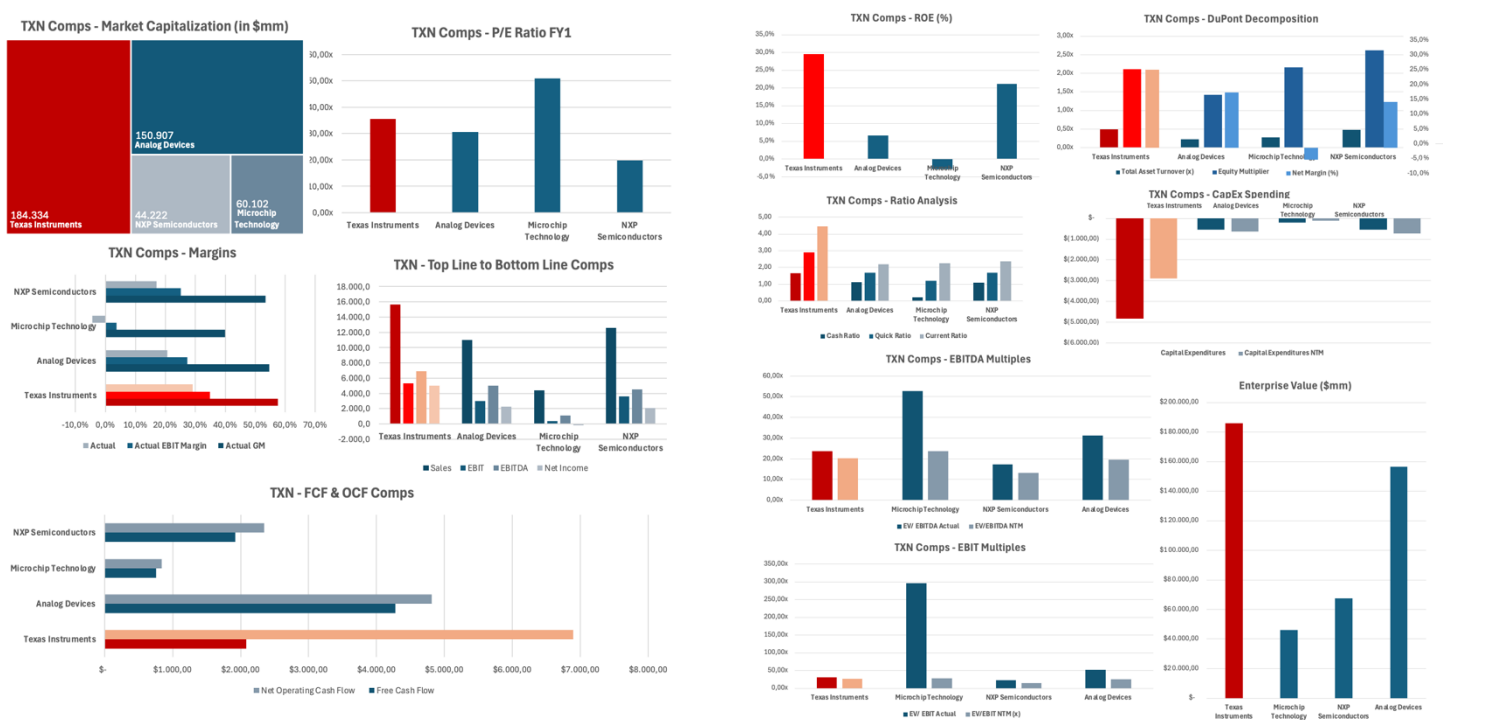 TXN Comps - Market Capitalization (in $mm)
184.334
Texas Instruments
150.907
Analog Devices
44.222
NXP Semiconductors
60.102
Microchip
Technology
TXN Comps - P/E Ratio FY1
60,00x
50,00x
40,00x
30,00x
20,00x
10,00x
0,00x
Texas Instruments
Analog Devices
Microchip
Technology
NXP
Semiconductors
TXN Comps - Margins
NXP Semiconductors
Microchip Technology
Analog Devices
Texas Instruments
-10,0%
0,0%
10,0%
20,0%
30,0%
40,0%
50,0%
60,0%
70,0%
Actual
Actual EBIT Margin
Actual GM
TXN - Top Line to Bottom Line Comps
18.000,0
16.000,0
14.000,0
12.000,0
10.000,0
8.000,0
6.000,0
4.000,0
2.000,0
0,0
-2.000,0
Texas Instruments
Analog Devices
Microchip
Technology
NXP
Semiconductors
Sales
EBIT
EBITDA
Net Income
TXN - FCF & OCF Comps
NXP Semiconductors
Microchip Technology
Analog Devices
Texas Instruments
$-
$1.000,00
$2.000,00
$3.000,00
$4.000,00
$5.000,00
$6.000,00
$7.000,00
$8.000,00
Net Operating Cash Flow
Free Cash Flow
TXN Comps - ROE (%)
35,0%
30,0%
25,0%
20,0%
15,0%
10,0%
5,0%
0,0%
-5,0%
Texas Instruments
Analog Devices
Microchip
Technology
NXP
Semiconductors
TXN Comps - DuPont Decomposition
3,00x
2,50x
2,00x
1,50x
1,00x
0,50x
0,00x
35,0%
30,0%
25,0%
20,0%
15,0%
10,0%
5,0%
0,0%
-5,0%
-10,0%
Texas Instruments
Analog Devices
Microchip Technology
NXP Semiconductors
Total Asset Turnover (x)
Equity Multiplier
Net Margin (%)
TXN Comps - Ratio Analysis
5,00
4,00
3,00
2,00
1,00
0,00
Texas Instruments
Analog Devices
Microchip
Technology
NXP
Semiconductors
Cash Ratio
Quick Ratio
Current Ratio
TXN Comps - CapEx Spending
Texas Instruments
Analog Devices
Microchip
Technology
NXP
Semiconductors
$-
$(1.000,00)
$(2.000,00)
$(3.000,00)
$(4.000,00)
$(5.000,00)
$(6.000,00)
Capital Expenditures
Capital Expenditures NTM
TXN Comps - EBITDA Multiples
60,00x
50,00x
40,00x
30,00x
20,00x
10,00x
0,00x
Texas Instruments
Microchip Technology
NXP Semiconductors
Analog Devices
EV/ EBITDA Actual
EV/EBITDA NTM
TXN Comps - EBIT Multiples
350,00x
300,00x
250,00x
200,00x
150,00x
100,00x
50,00x
0,00x
Texas Instruments
Microchip Technology
NXP Semiconductors
Analog Devices
EV/ EBIT Actual
EV/EBIT NTM (x)
Enterprise Value ($mm)
$200.000,00
$180.000,00
$160.000,00
$140.000,00
$120.000,00
$100.000,00
$80.000,00
$60.000,00
$40.000,00
$20.000,00
$-
Texas
Instruments
Microchip
Technology
NXP
Semiconductors
Analog Devices